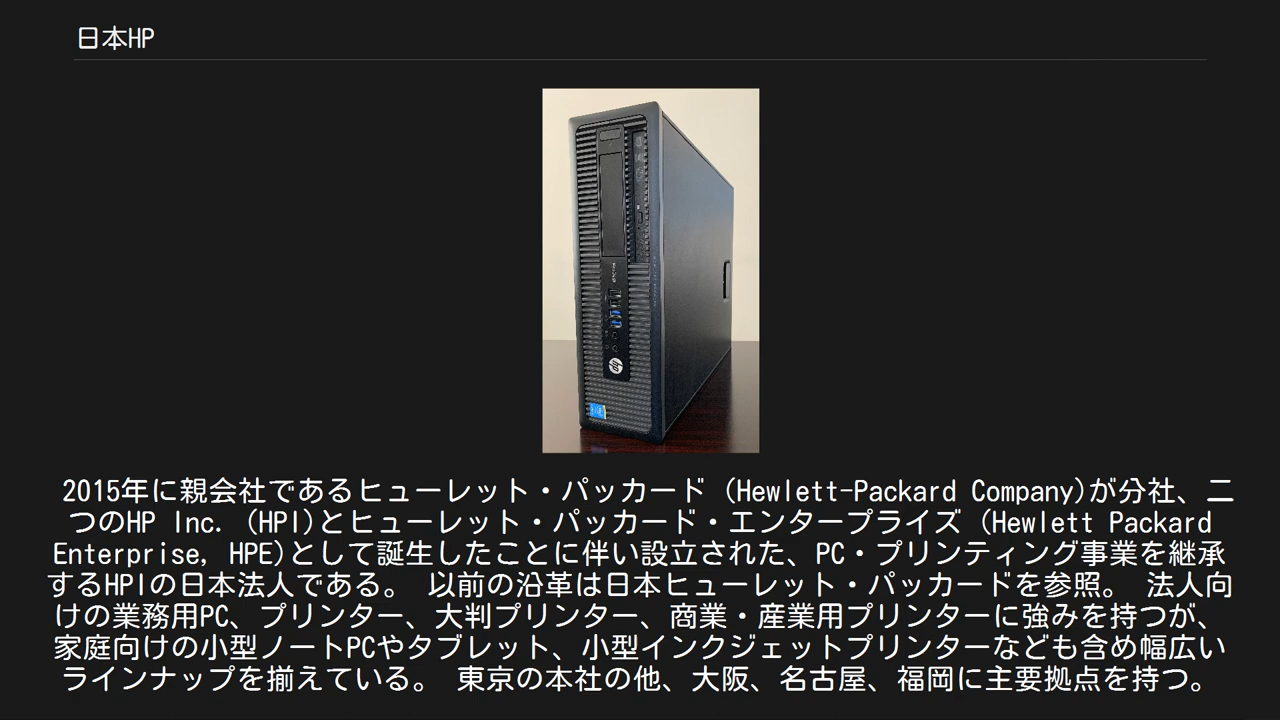 日本HP
hp
2015年に親会社であるヒューレット・パッカード (Hewlett-Packard Company)が分社、二
つのHP Inc. (HPI)とヒューレット・パッカード・エンタープライズ (Hewlett Packard
Enterprise, HPE)として誕生したことに伴い設立された、PC・プリンティング事業を継承
するHPIの日本法人である。 以前の沿革は日本ヒューレット・パッカードを参照。 法人向
けの業務用PC、プリンター、大判プリンター、商業・産業用プリンターに強みを持つが、
家庭向けの小型ノートPCやタブレット、小型インクジェットプリンターなども含め幅広い
ラインナップを揃えている。 東京の本社の他、大阪、名古屋、福岡に主要拠点を持つ。